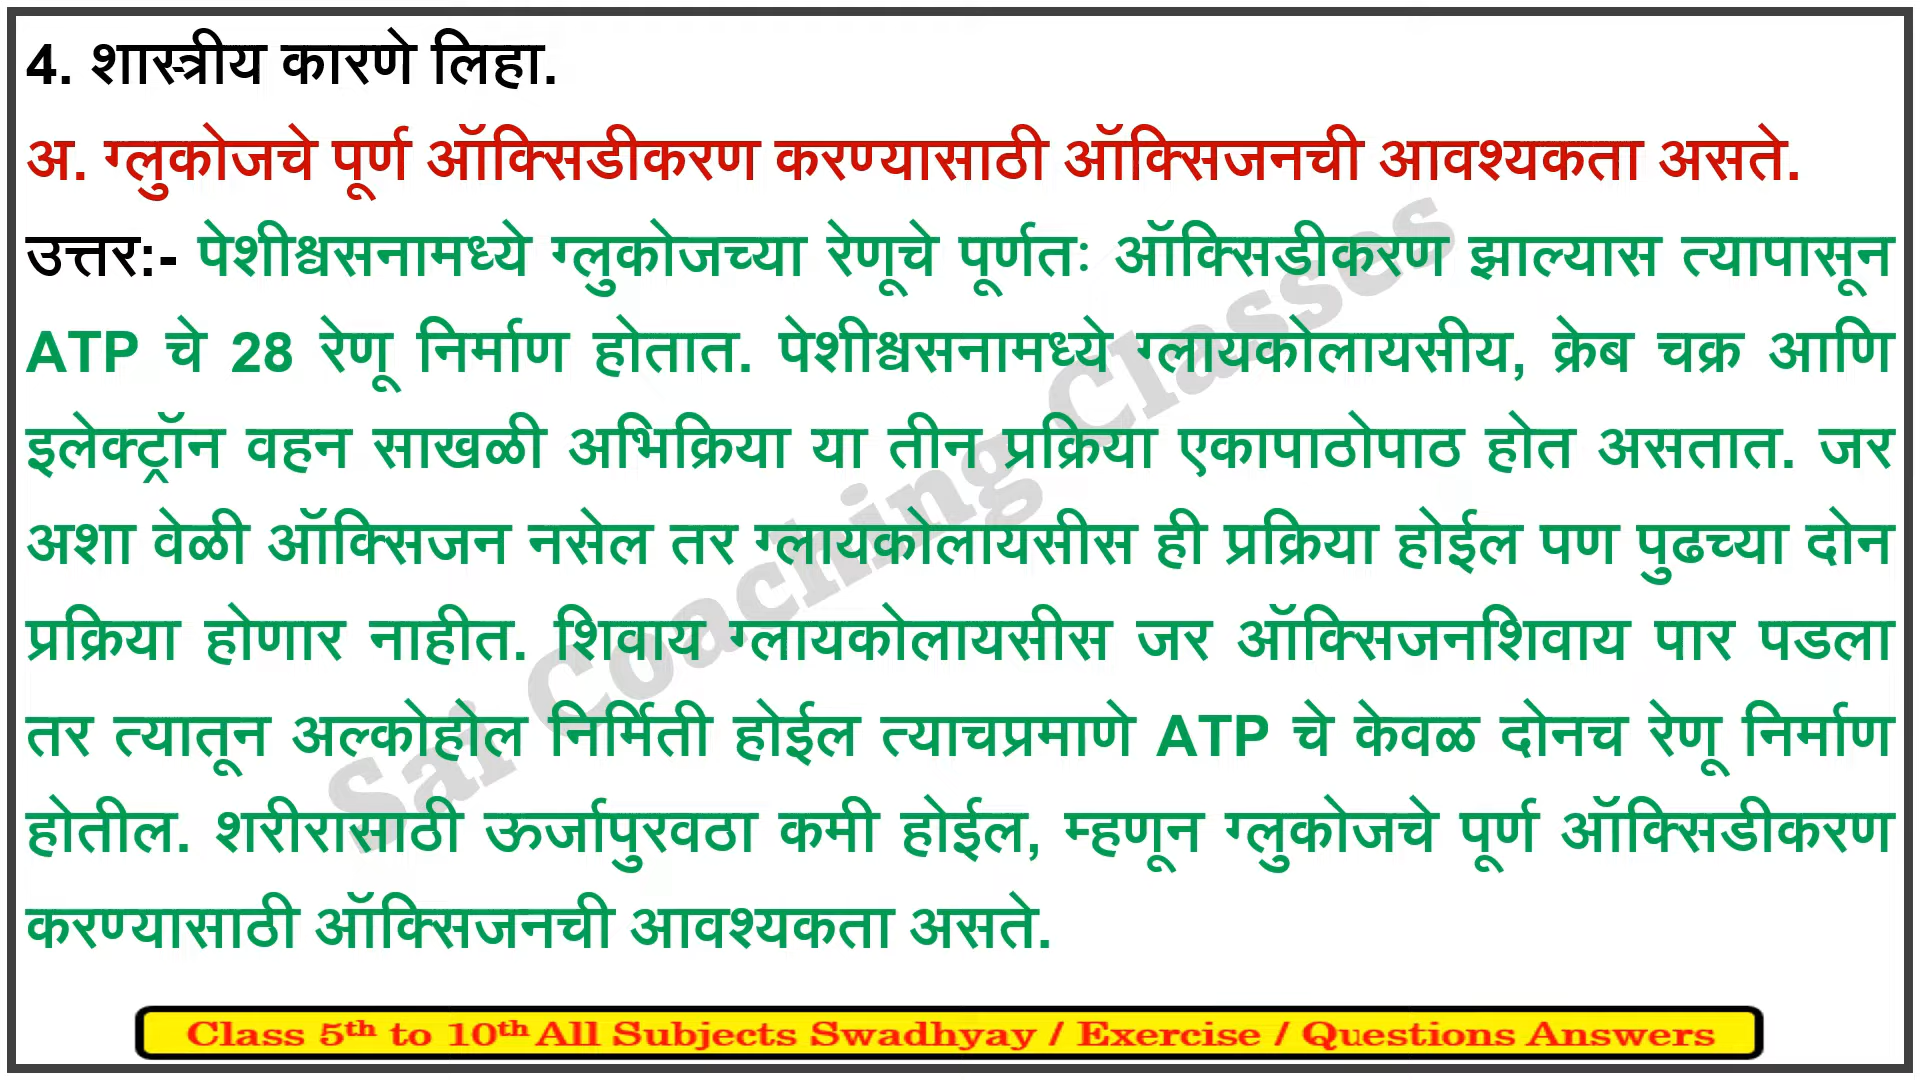 4. शास्त्रीय कारणे लिहा.
अ. ग्लुकोजचे पूर्ण ऑक्सिडीकरण करण्यासाठी ऑक्सिजनची आवश्यकता असते.
उत्तर:- पेशीश्वसनामध्ये ग्लुकोजच्या रेणूचे पूर्णतः ऑक्सिडीकरण झाल्यास त्यापासून
ATP चे 28 रेणू निर्माण होतात. पेशीश्वसनामध्ये ग्लायकोलायसीय, क्रेब चक्र आणि
इलेक्ट्रॉन वहन साखळी अभिक्रिया या तीन प्रक्रिया एकापाठोपाठ होत असतात. जर
अशा वेळी ऑक्सिजन नसेल तर ग्लायकोलायसीस ही प्रक्रिया होईल पण पुढच्या दोन
प्रक्रिया होणार नाहीत. शिवाय ग्लायकोलायसीस जर ऑक्सिजनशिवाय पार पडला
तर त्यातून अल्कोहोल निर्मिती होईल त्याचप्रमाणे ATP चे केवळ दोनच रेणू निर्माण
होतील. शरीरासाठी ऊर्जापुरवठा कमी होईल, म्हणून ग्लुकोजचे पूर्ण ऑक्सिडीकरण
करण्यासाठी ऑक्सिजनची आवश्यकता असते.
Sai Coaching Classes
Class 5th to 10th All Subjects Swadhyay / Exercise / Questions Answers